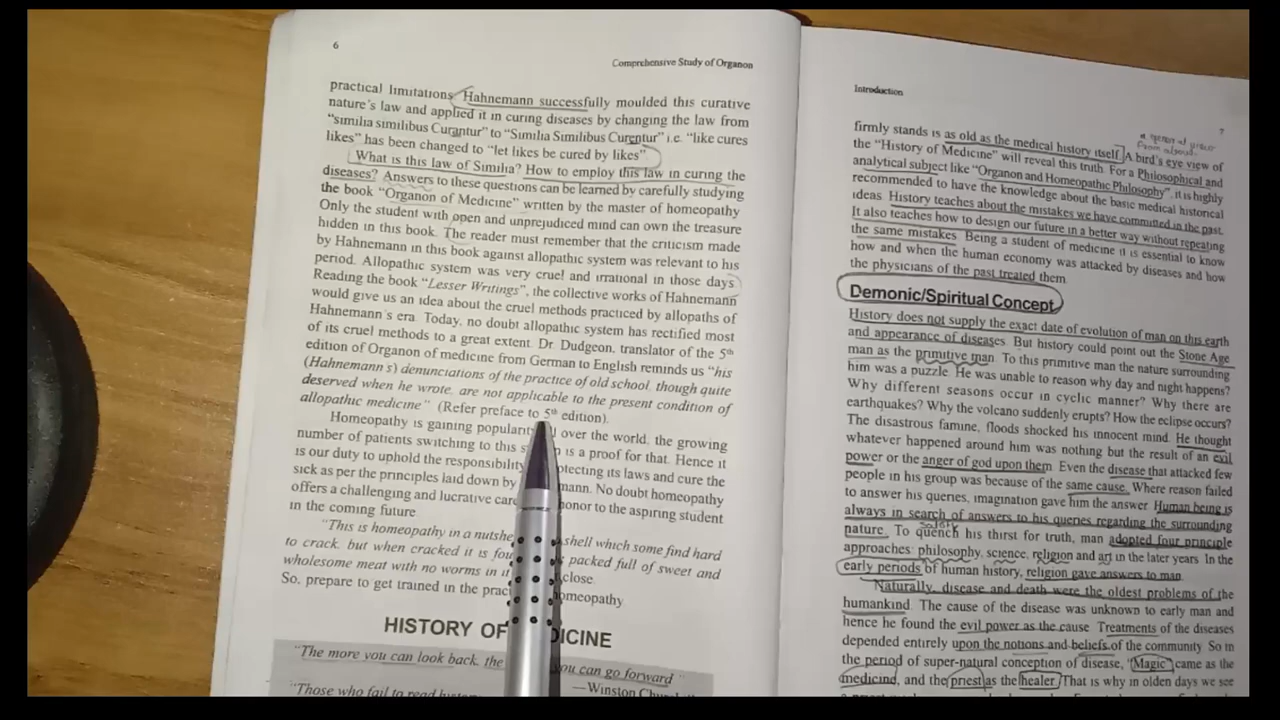 6
Comprehensive Study of Organon
practical limitations. Hahnemann successfully moulded this curative
nature's law and applied it in curing diseases by changing the law from
"similia similibus Curantur" to "Similia Similibus Curentur" i.e. "like cures
likes" has been changed to "let likes be cured by likes"
What is this law of Similia? How to employ this law in curing the
diseases? Answers to these questions can be learned by carefully studying
the book "Organon of Medicine" written by the master of homeopathy
Only the student with open and unprejudiced mind can own the treasure
hidden in this book. The reader must remember that the criticism made
by Hahnemann in this book against allopathic system was relevant to his
period. Allopathic system was very cruel and irrational in those days
Reading the book "Lesser Writings", the collective works of Hahnemann
would give us an idea about the cruel methods practiced by allopaths of
Hahnemann's era. Today, no doubt allopathic system has rectified most
of its cruel methods to a great extent. Dr. Dudgeon, translator of the 5th
edition of Organon of medicine from German to English reminds us "his
(Hahnemann s) denunciations of the practice of old school, though quite
deserved when he wrote, are not applicable to the present condition of
allopathic medicine" (Refer preface to 5th edition).
Homeopathy is gaining popularit over the world, the growing
number of patients switching to this s is a proof for that. Hence it
is our duty to uphold the responsibility tecting its laws and cure the
sick as per the principles laid down by mann. No doubt homeopathy
offers a challenging and lucrative car honor to the aspiring student
in the coming future
"This is homeopathy in a nutshe shell which some find hard
to crack, but when cracked it is fou packed full of sweet and
wholesome meat with no worms in it close
So, prepare to get trained in the prac omeopathy
HISTORY OF DICINE
"The more you can look back, the you can go forward"
—Winston Church
"Those who fail to read histor
Introduction
7
a general view
from above.
firmly stands is as old as the medical history itself. A bird's eye view of
the "History of Medicine" will reveal this truth. For a Philosophical and
analytical subject like "Organon and Homeopathic Philosophy", it is highly
recommended to have the knowledge about the basic medical historical
ideas. History teaches about the mistakes we have committed in the past.
It also teaches how to design our future in a better way without repeating
the same mistakes. Being a student of medicine it is essential to know
how and when the human economy was attacked by diseases and how
the physicians of the past treated them
Demonic/Spiritual Concept
History does not supply the exact date of evolution of man on this earth
and appearance of diseases. But history could point out the Stone Age
man as the primitive man. To this primitive man the nature surrounding
him was a puzzle. He was unable to reason why day and night happens?
Why different seasons occur in cyclic manner? Why there are
earthquakes? Why the volcano suddenly erupts? How the eclipse occurs?
The disastrous famine, floods shocked his innocent mind. He thought
whatever happened around him was nothing but the result of an evil
power or the anger of god upon them. Even the disease that attacked few
people in his group was because of the same cause. Where reason failed
to answer his queries, imagination gave him the answer. Human being is
always in search of answers to his queries regarding the surrounding
nature. To quench his thirst for truth, man adopted four principle
approaches: philosophy, science, religion and art in the later years. In the
early periods of human history, religion gave answers to man
Naturally, disease and death were the oldest problems of the
humankind. The cause of the disease was unknown to early man and
hence he found the evil power as the cause. Treatments of the diseases
depended entirely upon the notions and beliefs of the community. So in
the period of super-natural conception of disease, "Magic" came as the
medicine, and the priest as the healer. That is why in olden days we see